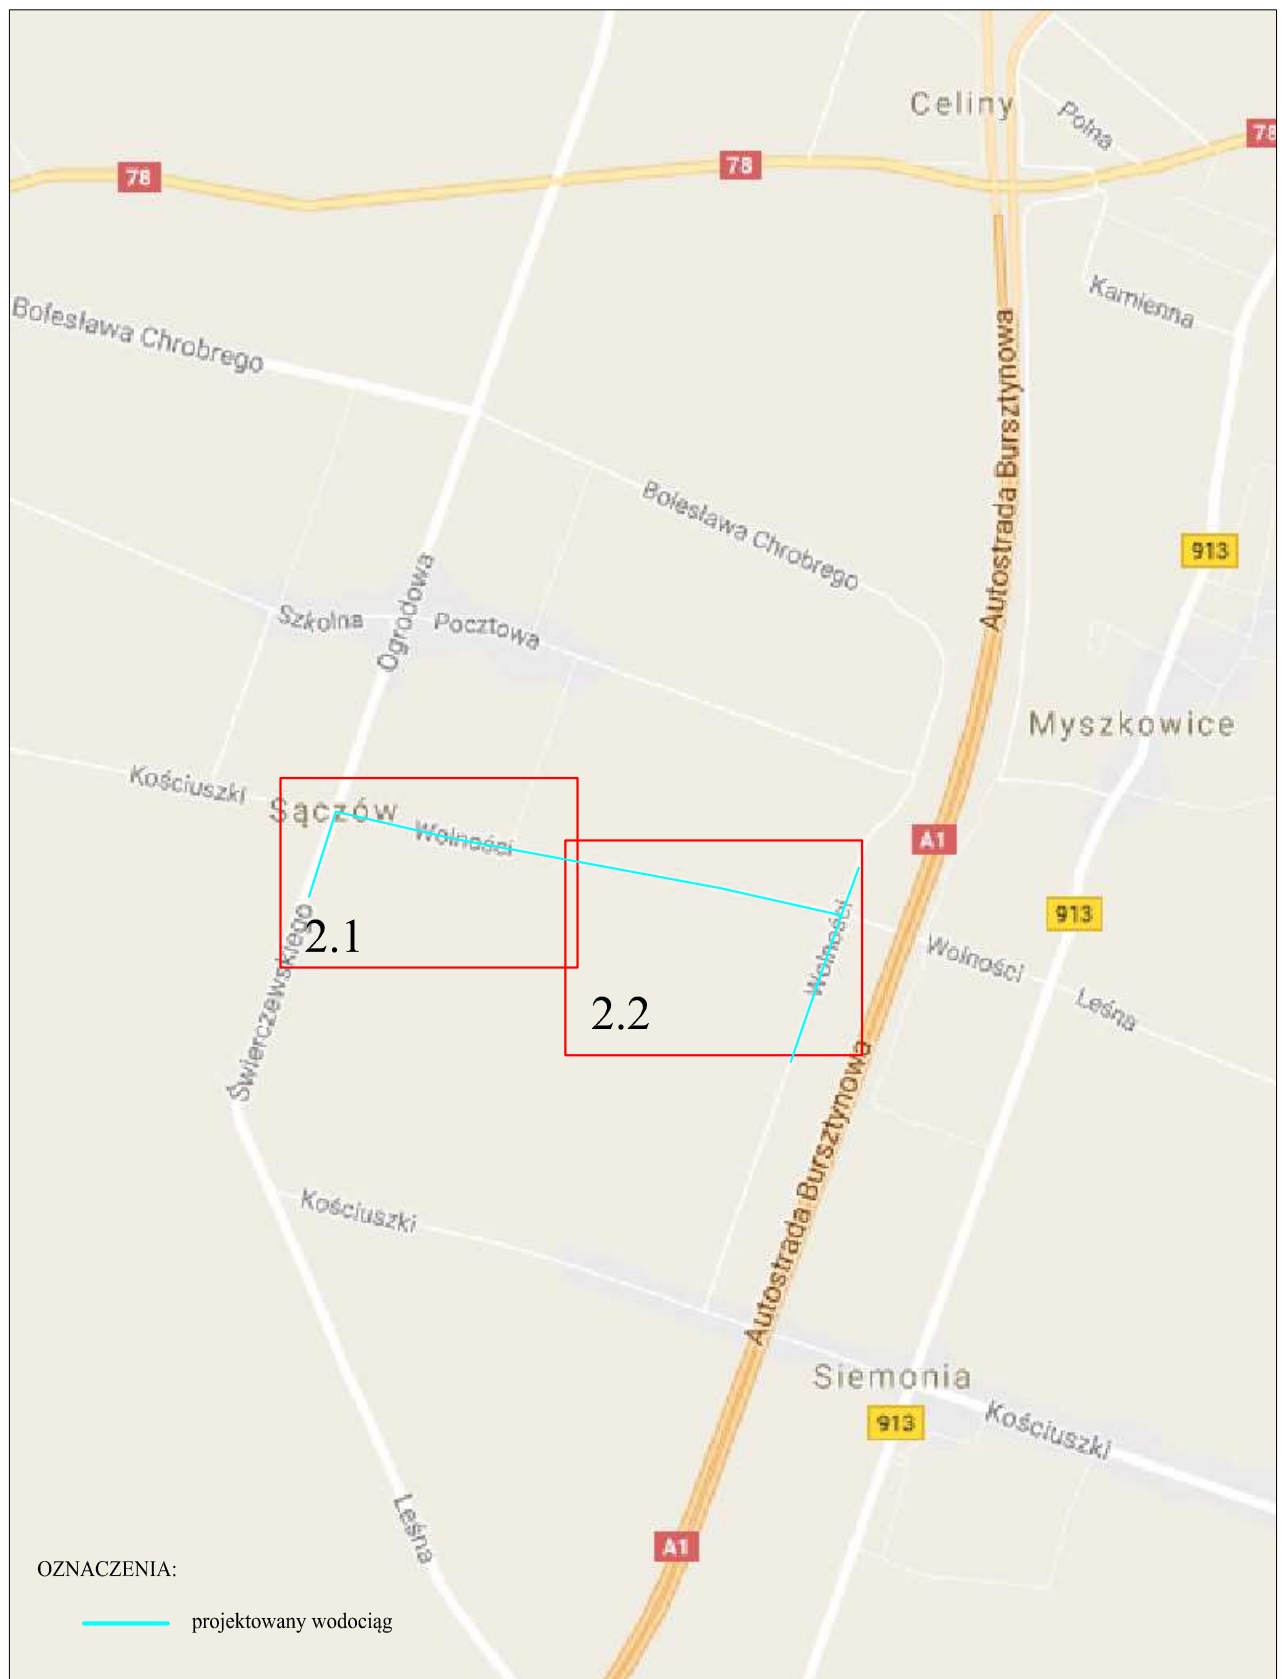 Celiny
Polna
78
78
78
Kamienna
Bolesława Chrobrego
Autostrada Bursztynowa
Bolesława Chrobrego
913
Ogrodowa
Szkolna
Pocztowa
Myszkowice
Kościuszki
Sączów
Wolności
A1
913
Wolności
Wolności
Leśna
2.1
Świerczewskiego
2.2
Autostrada Bursztynowa
Kościuszki
Siemonia
913
Kościuszki
Leśna
A1
OZNACZENIA:
projektowany wodociąg